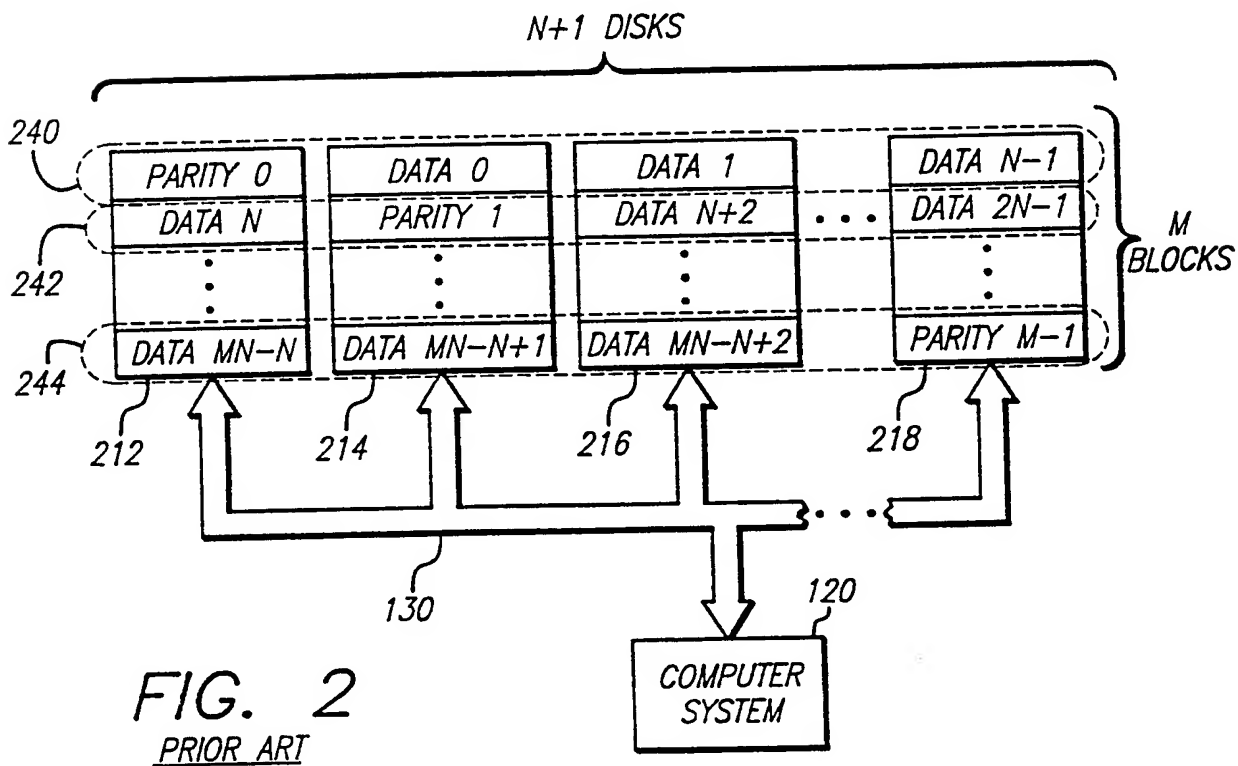 N+1 DISKS
240
PARITY 0 DATA 0 DATA 1 DATA N-1
242
DATA N PARITY 1 DATA N+2 DATA 2N-1
M
BLOCKS
244
DATA MN-N DATA MN-N+1 DATA MN-N+2 PARITY M-1
212 214 216 218
130
120
COMPUTER
SYSTEM
FIG. 2
PRIOR ART